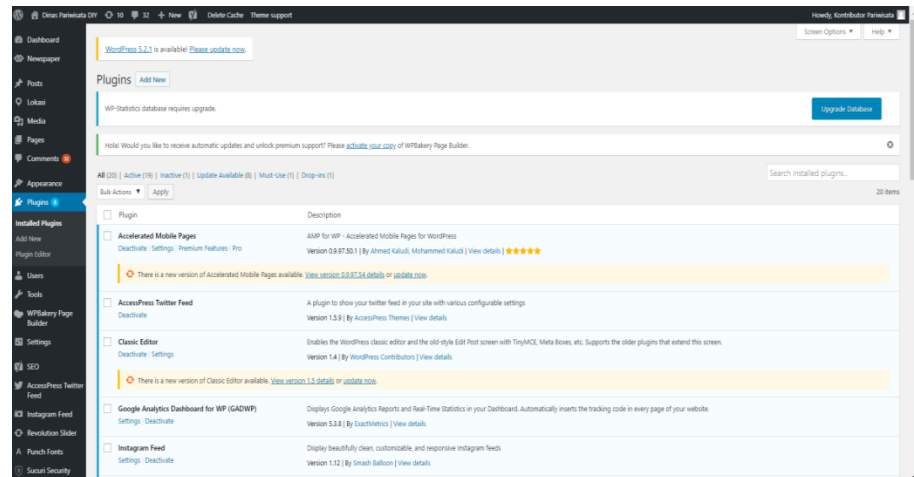 Dinas Pariwisata DIY 10 32 + New Delete Cache Theme support Howdy, Kontributor Pariwisata
Screen Options ▼ Help ▼
Dashboard
Newspaper
Posts
Lokasi
Media
Pages
Comments
Appearance
Plugins
Installed Plugins
Add New
Plugin Editor
Users
Tools
WPBakery Page
Builder
Settings
SEO
AccessPress Twitter
Feed
Instagram Feed
Revolution Slider
Punch Fonts
Sucuri Security
WordPress 5.2.1 is available! Please update now.
Plugins Add New
WP-Statistics database requires upgrade. Upgrade Database
Hola! Would you like to receive automatic updates and unlock premium support? Please activate your copy of WPBakery Page Builder.
All (20) | Active (19) | Inactive (1) | Update Available (8) | Must-Use (1) | Drop-ins (1)
Search installed plugins...
Bulk Actions ▼ Apply 20 items
Plugin Description
Accelerated Mobile Pages AMP for WP - Accelerated Mobile Pages for WordPress
Deactivate | Settings | Premium Features | Pro Version 0.9.97.50.1 | By Ahmed Kaludi, Mohammed Kaludi | View details | ★★★★★
There is a new version of Accelerated Mobile Pages available. View version 0.9.97.54 details or update now.
AccessPress Twitter Feed A plugin to show your twitter feed in your site with various configurable settings
Deactivate Version 1.5.9 | By AccessPress Themes | View details
Classic Editor Enables the WordPress classic editor and the old-style Edit Post screen with TinyMCE, Meta Boxes, etc. Supports the older plugins that extend this screen.
Deactivate | Settings Version 1.4 | By WordPress Contributors | View details
There is a new version of Classic Editor available. View version 1.5 details or update now.
Google Analytics Dashboard for WP (GADWP) Displays Google Analytics Reports and Real-Time Statistics in your Dashboard. Automatically inserts the tracking code in every page of your website.
Settings | Deactivate Version 5.3.8 | By ExactMetrics | View details
Instagram Feed Display beautifully clean, customizable, and responsive Instagram feeds
Settings | Deactivate Version 1.12 | By Smash Balloon | View details